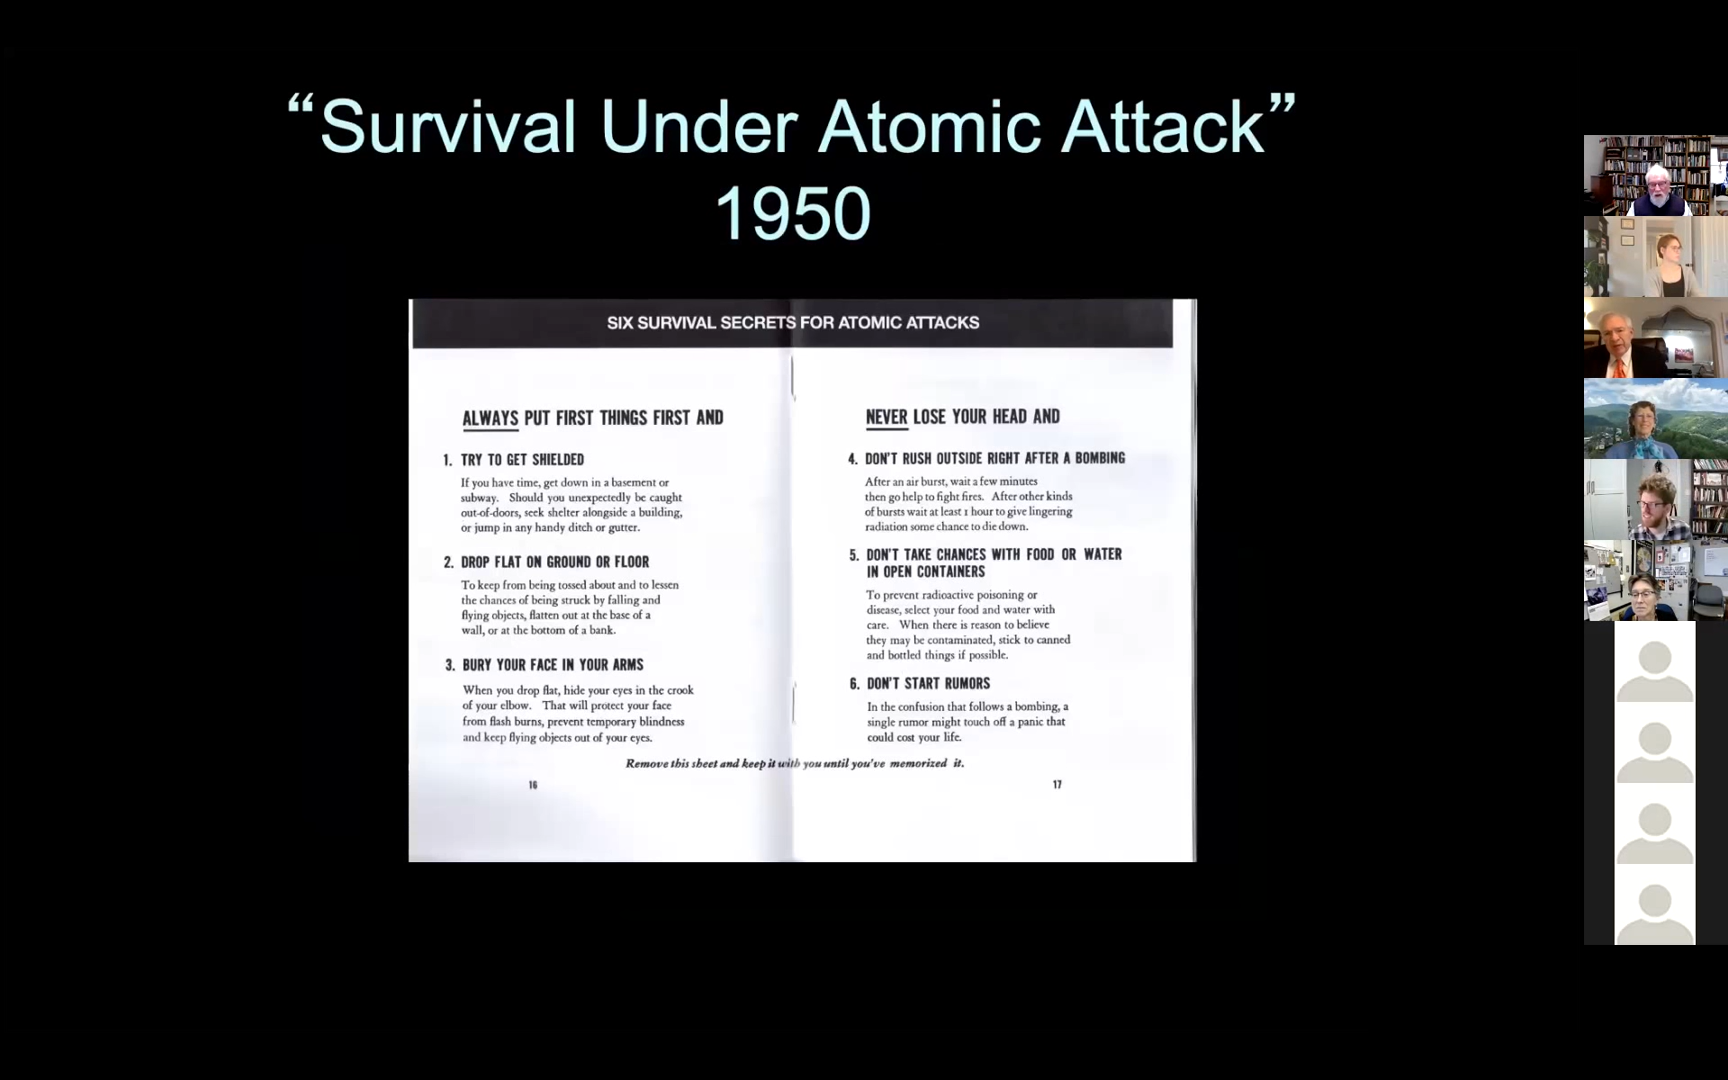 “Survival Under Atomic Attack”
1950
SIX SURVIVAL SECRETS FOR ATOMIC ATTACKS
ALWAYS PUT FIRST THINGS FIRST AND
1. TRY TO GET SHIELDED
If you have time, get down in a basement or
subway. Should you unexpectedly be caught
out-of-doors, seek shelter alongside a building,
or jump in any handy ditch or gutter.
2. DROP FLAT ON GROUND OR FLOOR
To keep from being tossed about and to lessen
the chances of being struck by falling and
flying objects, flatten out at the base of a
wall, or at the bottom of a bank.
3. BURY YOUR FACE IN YOUR ARMS
When you drop flat, hide your eyes in the crook
of your elbow. That will protect your face
from flash burns, prevent temporary blindness
and keep flying objects out of your eyes.
NEVER LOSE YOUR HEAD AND
4. DON'T RUSH OUTSIDE RIGHT AFTER A BOMBING
After an air burst, wait a few minutes
then go help to fight fires. After other kinds
of bursts wait at least 1 hour to give lingering
radiation some chance to die down.
5. DON'T TAKE CHANCES WITH FOOD OR WATER
IN OPEN CONTAINERS
To prevent radioactive poisoning or
disease, select your food and water with
care. When there is reason to believe
they may be contaminated, stick to canned
and bottled things if possible.
6. DON'T START RUMORS
In the confusion that follows a bombing, a
single rumor might touch off a panic that
could cost your life.
Remove this sheet and keep it with you until you've memorized it.
16
17